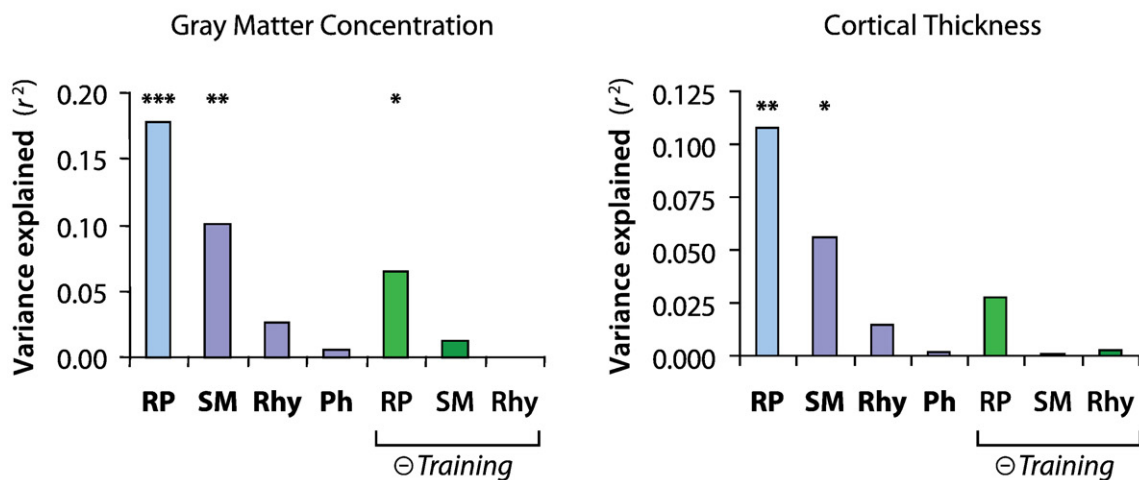 Gray Matter Concentration
Variance explained (r²)
0.20
0.15
0.10
0.05
0.00
*** ** *
RP SM Rhy Ph RP SM Rhy
⊖Training
Cortical Thickness
Variance explained (r²)
0.125
0.100
0.075
0.050
0.025
0.000
** *
RP SM Rhy Ph RP SM Rhy
⊖Training